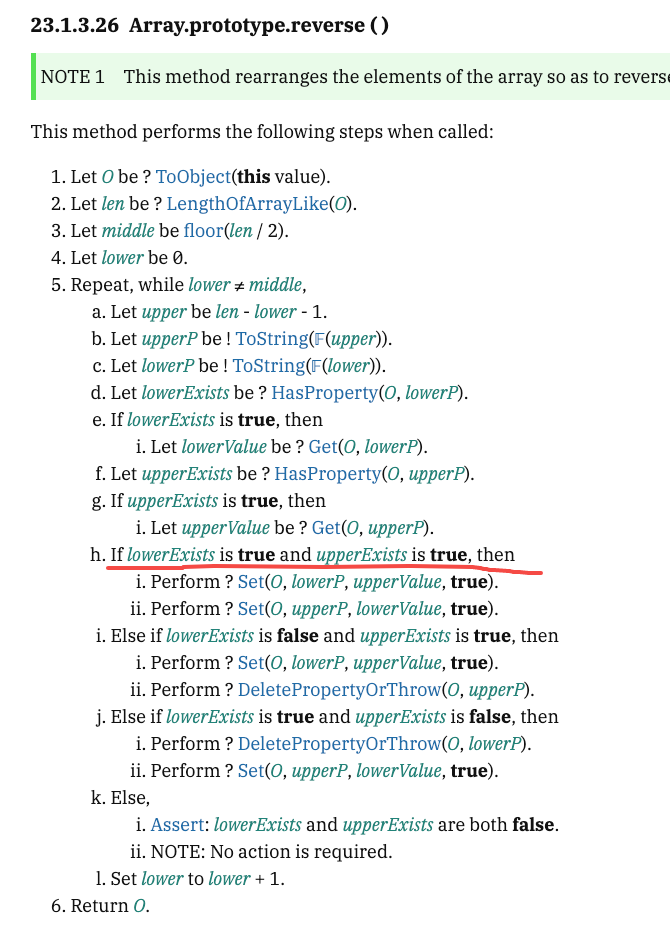 23.1.3.26 Array.prototype.reverse ( )
NOTE 1 This method rearranges the elements of the array so as to reverse
This method performs the following steps when called:
1. Let O be ? ToObject(this value).
2. Let len be ? LengthOfArrayLike(O).
3. Let middle be floor(len / 2).
4. Let lower be 0.
5. Repeat, while lower ≠ middle,
a. Let upper be len - lower - 1.
b. Let upperP be ! ToString(𝔽(upper)).
c. Let lowerP be ! ToString(𝔽(lower)).
d. Let lowerExists be ? HasProperty(O, lowerP).
e. If lowerExists is true, then
i. Let lowerValue be ? Get(O, lowerP).
f. Let upperExists be ? HasProperty(O, upperP).
g. If upperExists is true, then
i. Let upperValue be ? Get(O, upperP).
h. If lowerExists is true and upperExists is true, then
i. Perform ? Set(O, lowerP, upperValue, true).
ii. Perform ? Set(O, upperP, lowerValue, true).
i. Else if lowerExists is false and upperExists is true, then
i. Perform ? Set(O, lowerP, upperValue, true).
ii. Perform ? DeletePropertyOrThrow(O, upperP).
j. Else if lowerExists is true and upperExists is false, then
i. Perform ? DeletePropertyOrThrow(O, lowerP).
ii. Perform ? Set(O, upperP, lowerValue, true).
k. Else,
i. Assert: lowerExists and upperExists are both false.
ii. NOTE: No action is required.
l. Set lower to lower + 1.
6. Return O.